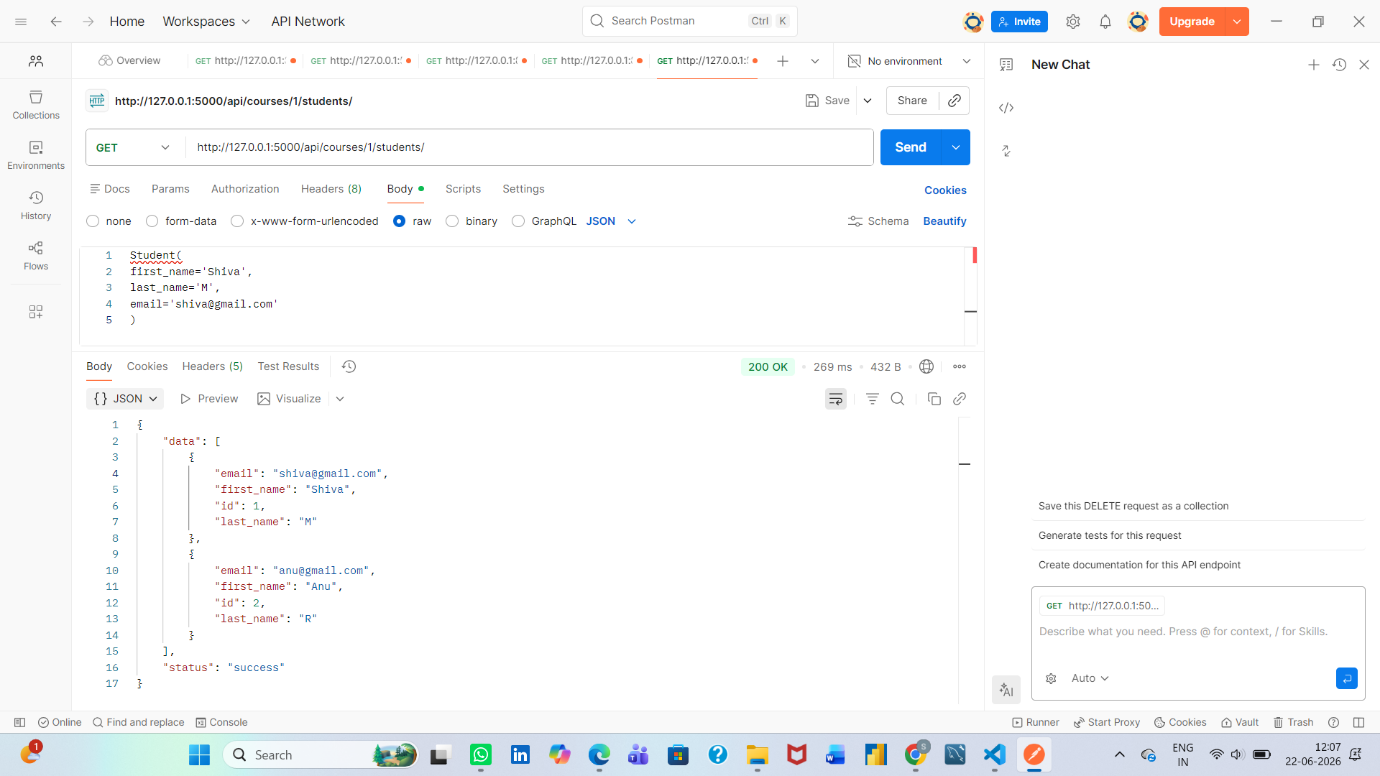 Home
Workspaces
API Network
Search Postman
Ctrl K
Invite
Upgrade
Overview
GET http://127.0.0.1:
GET http://127.0.0.1:
GET http://127.0.0.1:
GET http://127.0.0.1:
GET http://127.0.0.1:
No environment
New Chat
Collections
Environments
History
Flows
HTTP http://127.0.0.1:5000/api/courses/1/students/
Save
Share
GET http://127.0.0.1:5000/api/courses/1/students/
Send
Docs Params Authorization Headers (8) Body Scripts Settings
Cookies
none form-data x-www-form-urlencoded raw binary GraphQL JSON
Schema Beautify
1 Student(
2 first_name='Shiva',
3 last_name='M',
4 email='shiva@gmail.com'
5 )
Body Cookies Headers (5) Test Results
200 OK 269 ms 432 B
{} JSON Preview Visualize
1 {
2 "data": [
3 {
4 "email": "shiva@gmail.com",
5 "first_name": "Shiva",
6 "id": 1,
7 "last_name": "M"
8 },
9 {
10 "email": "anu@gmail.com",
11 "first_name": "Anu",
12 "id": 2,
13 "last_name": "R"
14 }
15 ],
16 "status": "success"
17 }
Save this DELETE request as a collection
Generate tests for this request
Create documentation for this API endpoint
GET http://127.0.0.1:50...
Describe what you need. Press @ for context, / for Skills.
Auto
AI
Online Find and replace Console
Runner Start Proxy Cookies Vault Trash
1
Search
ENG
IN
12:07
22-06-2026